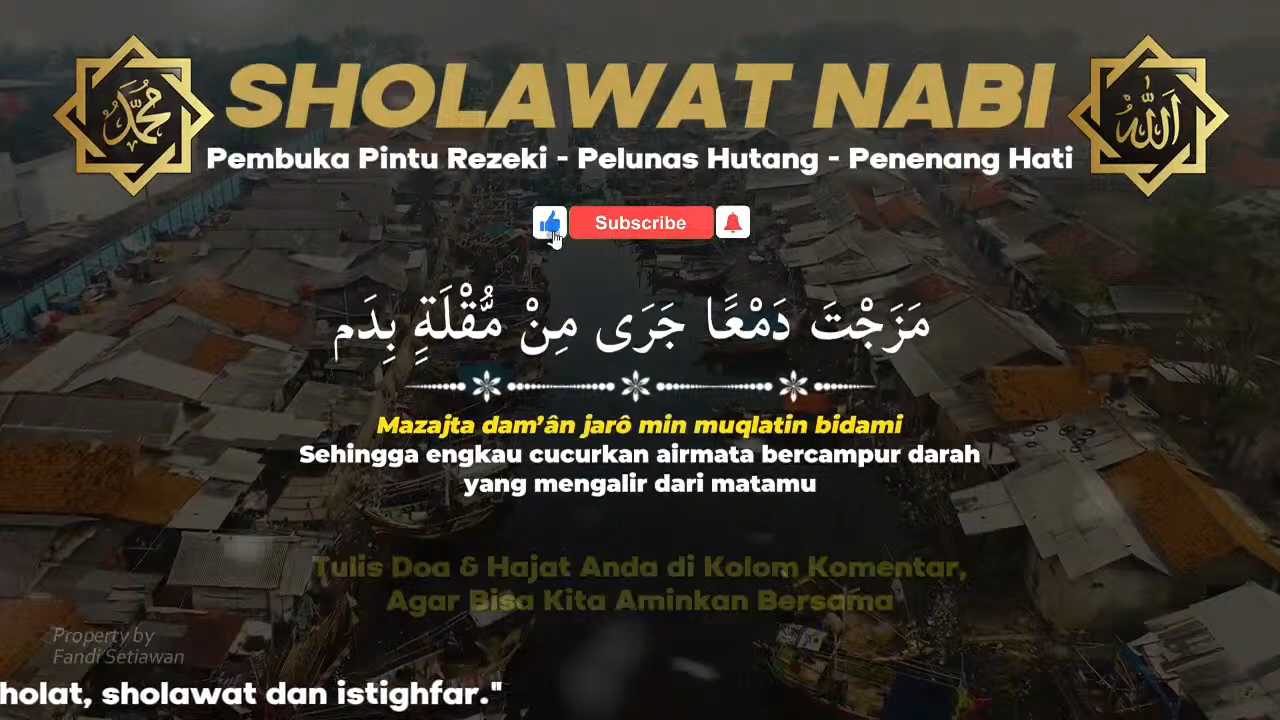 SHOLAWAT NABI
محمد
الله
Pembuka Pintu Rezeki - Pelunas Hutang - Penenang Hati
Subscribe
مَزَجْتَ دَمْعًا جَرَى مِنْ مُّقْلَةٍ بِدَم
Mazajta dam’ân jarô min muqlatin bidami
Sehingga engkau cucurkan airmata bercampur darah
yang mengalir dari matamu
Tulis Doa & Hajat Anda di Kolom Komentar,
Agar Bisa Kita Aminkan Bersama
Property by
Fandi Setiawan
holat, sholawat dan istighfar."